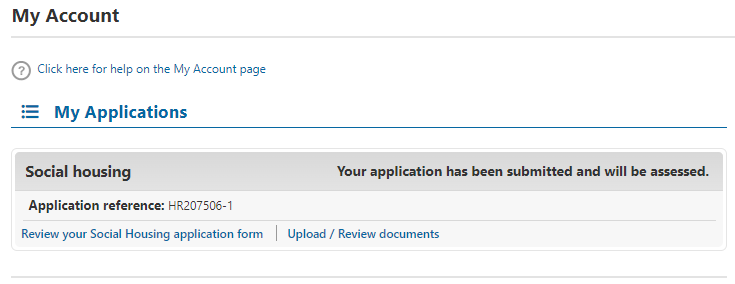 My Account
Click here for help on the My Account page
My Applications
Social housing Your application has been submitted and will be assessed.
Application reference: HR207506-1
Review your Social Housing application form Upload / Review documents